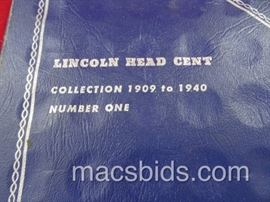 LINCOLN HEAD CENT
COLLECTION 1909 to 1940
NUMBER ONE
macsbids.com